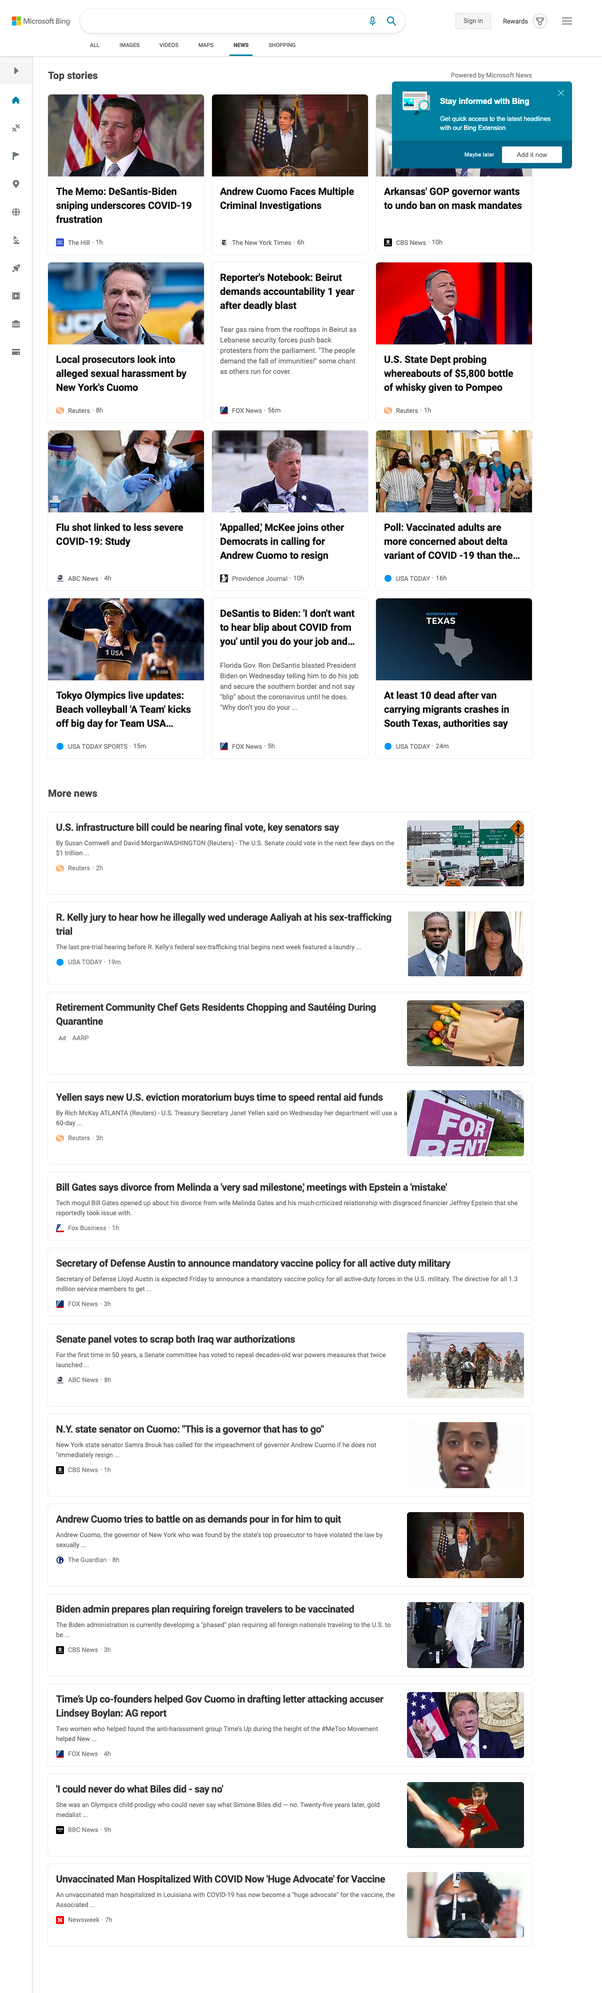 Microsoft Bing
Sign in
Rewards
ALL
IMAGES
VIDEOS
MAPS
NEWS
SHOPPING
Top stories
Powered by Microsoft News
Stay informed with Bing
Get quick access to the latest headlines
with our Bing Extension
Maybe later
Add it now
The Memo: DeSantis-Biden
sniping underscores COVID-19
frustration
The Hill · 1h
Andrew Cuomo Faces Multiple
Criminal Investigations
The New York Times · 6h
Arkansas' GOP governor wants
to undo ban on mask mandates
CBS News · 10h
Local prosecutors look into
alleged sexual harassment by
New York's Cuomo
Reuters · 8h
Reporter's Notebook: Beirut
demands accountability 1 year
after deadly blast
Tear gas rains from the rooftops in Beirut as
Lebanese security forces push back
protesters from the parliament. "The people
demand the fall of immunities!" some chant
as others run for cover.
FOX News · 56m
U.S. State Dept probing
whereabouts of $5,800 bottle
of whisky given to Pompeo
Reuters · 1h
Flu shot linked to less severe
COVID-19: Study
ABC News · 4h
'Appalled,' McKee joins other
Democrats in calling for
Andrew Cuomo to resign
Providence Journal · 10h
Poll: Vaccinated adults are
more concerned about delta
variant of COVID -19 than the...
USA TODAY · 16h
1 USA
Tokyo Olympics live updates:
Beach volleyball 'A Team' kicks
off big day for Team USA...
USA TODAY SPORTS · 15m
DeSantis to Biden: 'I don't want
to hear blip about COVID from
you' until you do your job and...
Florida Gov. Ron DeSantis blasted President
Biden on Wednesday telling him to do his job
and secure the southern border and not say
"blip" about the coronavirus until he does.
"Why don't you do your ...
FOX News · 5h
REPORTING FROM
TEXAS
At least 10 dead after van
carrying migrants crashes in
South Texas, authorities say
USA TODAY · 24m
More news
U.S. infrastructure bill could be nearing final vote, key senators say
By Susan Cornwell and David MorganWASHINGTON (Reuters) - The U.S. Senate could vote in the next few days on the
$1 trillion ...
Reuters · 2h
R. Kelly jury to hear how he illegally wed underage Aaliyah at his sex-trafficking
trial
The last pre-trial hearing before R. Kelly's federal sex-trafficking trial begins next week featured a laundry ...
USA TODAY · 19m
Retirement Community Chef Gets Residents Chopping and Sautéing During
Quarantine
Ad AARP
Yellen says new U.S. eviction moratorium buys time to speed rental aid funds
By Rich McKay ATLANTA (Reuters) - U.S. Treasury Secretary Janet Yellen said on Wednesday her department will use a
60-day ...
Reuters · 3h
FOR
RENT
Bill Gates says divorce from Melinda a 'very sad milestone,' meetings with Epstein a 'mistake'
Tech mogul Bill Gates opened up about his divorce from wife Melinda Gates and his much-criticized relationship with disgraced financier Jeffrey Epstein that she
reportedly took issue with.
Fox Business · 1h
Secretary of Defense Austin to announce mandatory vaccine policy for all active duty military
Secretary of Defense Lloyd Austin is expected Friday to announce a mandatory vaccine policy for all active-duty forces in the U.S. military. The directive for all 1.3
million service members to get ...
FOX News · 3h
Senate panel votes to scrap both Iraq war authorizations
For the first time in 50 years, a Senate committee has voted to repeal decades-old war powers measures that twice
launched ...
ABC News · 8h
N.Y. state senator on Cuomo: "This is a governor that has to go"
New York state senator Samra Brouk has called for the impeachment of governor Andrew Cuomo if he does not
"immediately resign ...
CBS News · 1h
Andrew Cuomo tries to battle on as demands pour in for him to quit
Andrew Cuomo, the governor of New York who was found by the state's top prosecutor to have violated the law by
sexually ...
The Guardian · 8h
Biden admin prepares plan requiring foreign travelers to be vaccinated
The Biden administration is currently developing a "phased" plan requiring all foreign nationals traveling to the U.S. to
be ...
CBS News · 3h
Time's Up co-founders helped Gov Cuomo in drafting letter attacking accuser
Lindsey Boylan: AG report
Two women who helped found the anti-harassment group Time's Up during the height of the #MeToo Movement
helped New ...
FOX News · 4h
'I could never do what Biles did - say no'
She was an Olympics child prodigy who could never say what Simone Biles did — no. Twenty-five years later, gold
medalist ...
BBC News · 9h
Unvaccinated Man Hospitalized With COVID Now 'Huge Advocate' for Vaccine
An unvaccinated man hospitalized in Louisiana with COVID-19 has now become a "huge advocate" for the vaccine, the
Associated ...
Newsweek · 7h